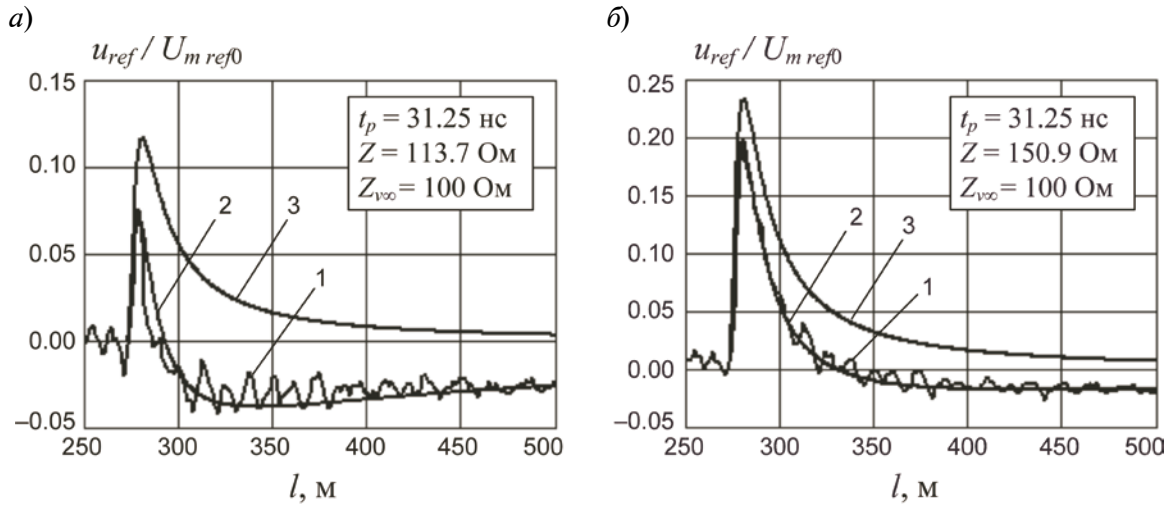 а)
u_ref / U_m ref0
0.15
0.10
0.05
0.00
–0.05
t_p = 31.25 нс
Z = 113.7 Ом
Z_v∞ = 100 Ом
2
3
1
250 300 350 400 450 500
l, м
б)
u_ref / U_m ref0
0.25
0.20
0.15
0.10
0.05
0.00
–0.05
t_p = 31.25 нс
Z = 150.9 Ом
Z_v∞ = 100 Ом
2
3
1
250 300 350 400 450 500
l, м